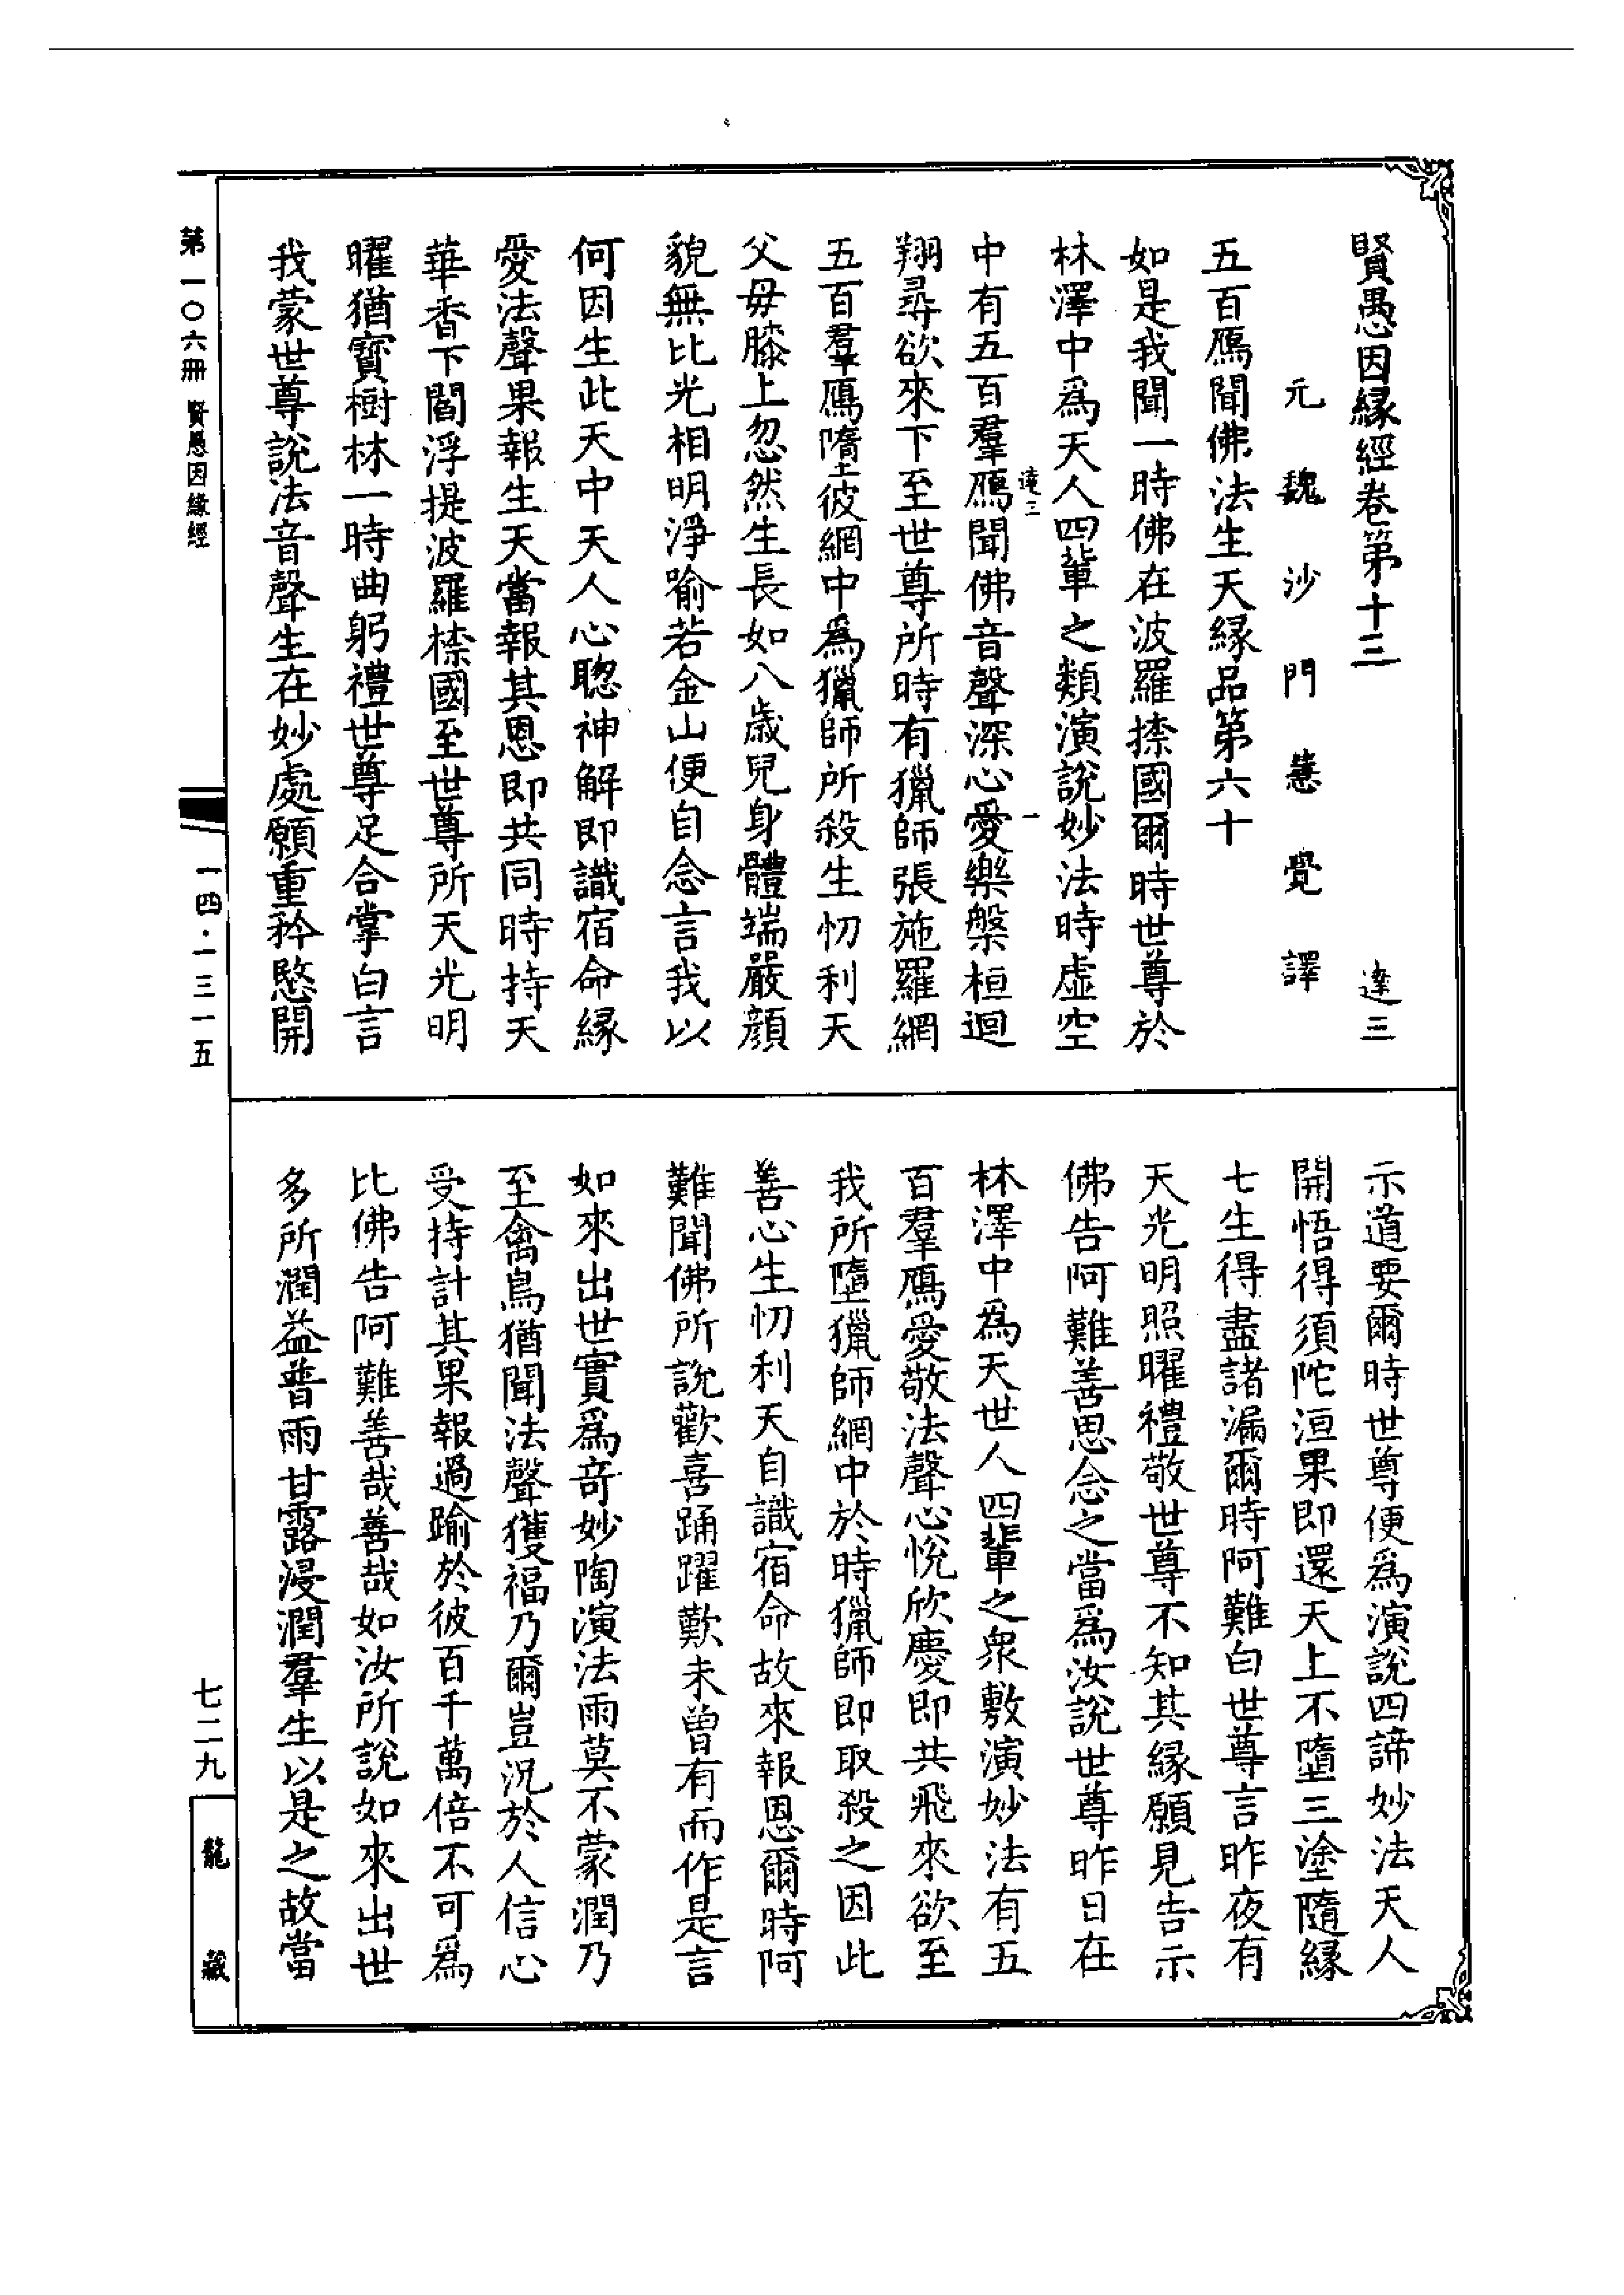 賢愚因緣經卷第十三　達三
元魏沙門慧覺譯
五百鴈聞佛法生天緣品第六十
如是我聞一時佛在波羅㮈國爾時世尊於
林澤中爲天人四輩之類演說妙法時虛空
達三　一
中有五百羣鴈聞佛音聲深心愛樂槃桓迴
翔尋欲來下至世尊所時有獵師張施羅網
五百羣鴈墮彼網中爲獵師所殺生忉利天
父母膝上忽然生長如八歲兒身體端嚴顏
貌無比光相明淨喻若金山便自念言我以
何因生此天中天人心聰神解即識宿命緣
愛法聲果報生天當報其恩即共同時持天
華香下閻浮提波羅㮈國至世尊所天光明
曜猶寶樹林一時曲躬禮世尊足合掌白言
我蒙世尊說法音聲生在妙處願重矜愍開
示道要爾時世尊便爲演說四諦妙法天人
開悟得須陀洹果即還天上不墮三塗隨緣
七生得盡諸漏爾時阿難白世尊言昨夜有
天光明照曜禮敬世尊不知其緣願見告示
佛告阿難善思念之當爲汝說世尊昨日在
林澤中爲天世人四輩之衆敷演妙法有五
百羣鴈愛敬法聲心悅欣慶即共飛來欲至
我所墮獵師網中於時獵師即取殺之因此
善心生忉利天自識宿命故來報恩爾時阿
難聞佛所說歡喜踊躍歎未曾有而作是言
如來出世實爲奇妙陶演法雨莫不蒙潤乃
至禽鳥猶聞法聲獲福乃爾豈況於人信心
受持計其果報過踰於彼百千萬倍不可爲
比佛告阿難善哉善哉如汝所說如來出世
多所潤益普雨甘露浸潤羣生以是之故當
第一〇六冊　賢愚因緣經
一四·一三一五
七二九
龍藏